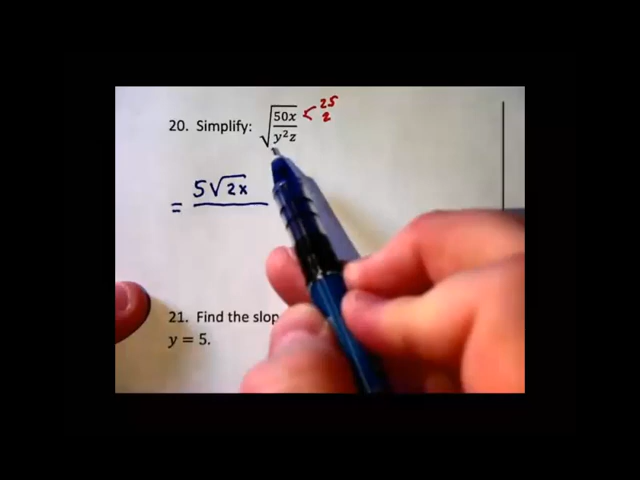 20. Simplify: √(50x/y²z) < 25
2
= 5√2x
21. Find the slop
y = 5.